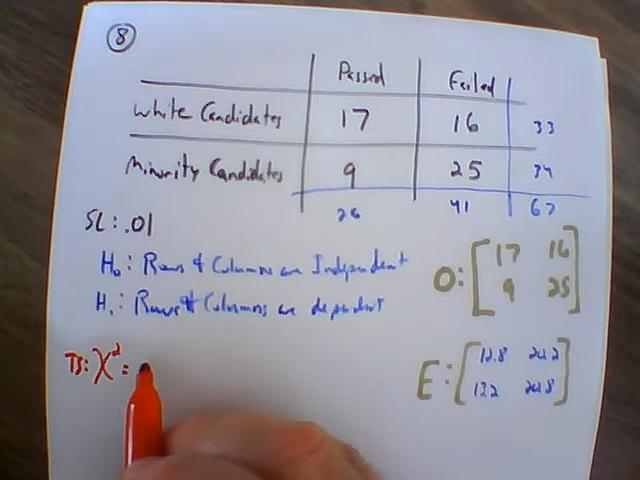 8
Passed Failed
White Candidates 17 16 33
Minority Candidates 9 25 34
26 41 67
SL: .01
H₀: Rows & Columns are Independent
H₁: Rows & Columns are dependent
O: [17 16
9 25]
E: [12.8 20.2
13.2 20.8]
TS: χ² =